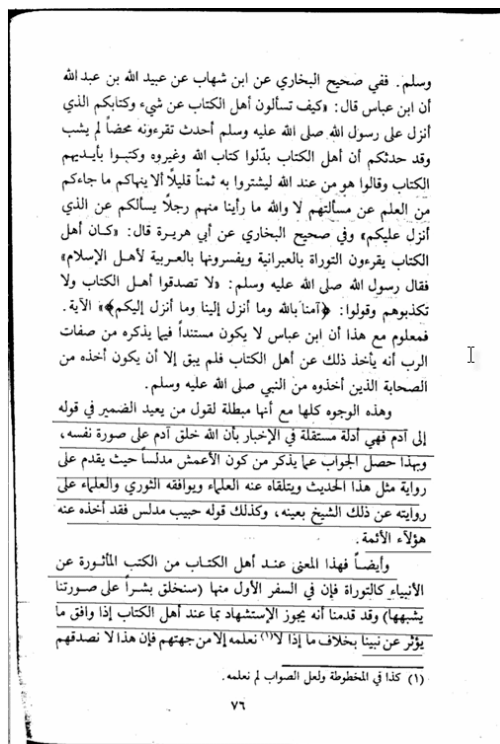 وسلم. ففي صحيح البخاري عن ابن شهاب عن عبيد الله بن عبد الله
أن ابن عباس قال: «كيف تسألون أهل الكتاب عن شيء وكتابكم الذي
أنزل على رسول الله صلى الله عليه وسلم أحدث تقرءونه محضاً لم يشب
وقد حدثكم أن أهل الكتاب بدّلوا كتاب الله وغيروه وكتبوا بأيديهم
الكتاب وقالوا هو من عند الله ليشتروا به ثمناً قليلًا ألا ينهاكم ما جاءكم
من العلم عن مسألتهم لا والله ما رأينا منهم رجلًا يسألكم عن الذي
أنزل عليكم» وفي صحيح البخاري عن أبي هريرة قال: «كان أهل
الكتاب يقرءون التوراة بالعبرانية ويفسرونها بالعربية لأهل الإسلام»
فقال رسول الله صلى الله عليه وسلم: «لا تصدقوا أهل الكتاب ولا
تكذبوهم وقولوا: ﴿آمنا بالله وما أنزل إلينا وما أنزل إليكم﴾» الآية.
فمعلوم مع هذا أن ابن عباس لا يكون مستنداً فيما يذكره من صفات
الرب أنه يأخذ ذلك عن أهل الكتاب فلم يبق إلا أن يكون أخذه من
الصحابة الذين أخذوه من النبي صلى الله عليه وسلم.
وهذه الوجوه كلها مع أنها مبطلة لقول من يعيد الضمير في قوله
إلى آدم فهي أدلة مستقلة في الإخبار بأن الله خلق آدم على صورة نفسه،
وبهذا حصل الجواب عما يذكر من كون الأعمش مدلساً حيث يقدم على
رواية مثل هذا الحديث ويتلقاه عنه العلماء ويوافقه الثوري والعلماء على
روايته عن ذلك الشيخ بعينه، وكذلك قوله حبيب مدلس فقد أخذه عنه
هؤلآء الأئمة.
وأيضاً فهذا المعنى عند أهل الكتاب من الكتب المأثورة عن
الأنبياء كالتوراة فإن في السفر الأول منها (سنخلق بشراً على صورتنا
يشبهها) وقد قدمنا أنه يجوز الإستشهاد بما عند أهل الكتاب إذا وافق ما
يؤثر عن نبينا بخلاف ما إذا لا(١) نعلمه إلا من جهتهم فإن هذا لا نصدقهم
(١) كذا في المخطوطة ولعل الصواب لم نعلمه.
٧٦